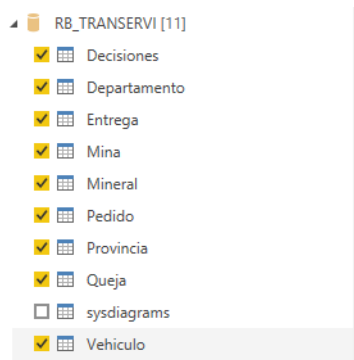 RB_TRANSERVI [11]
Decisiones
Departamento
Entrega
Mina
Mineral
Pedido
Provincia
Queja
sysdiagrams
Vehiculo